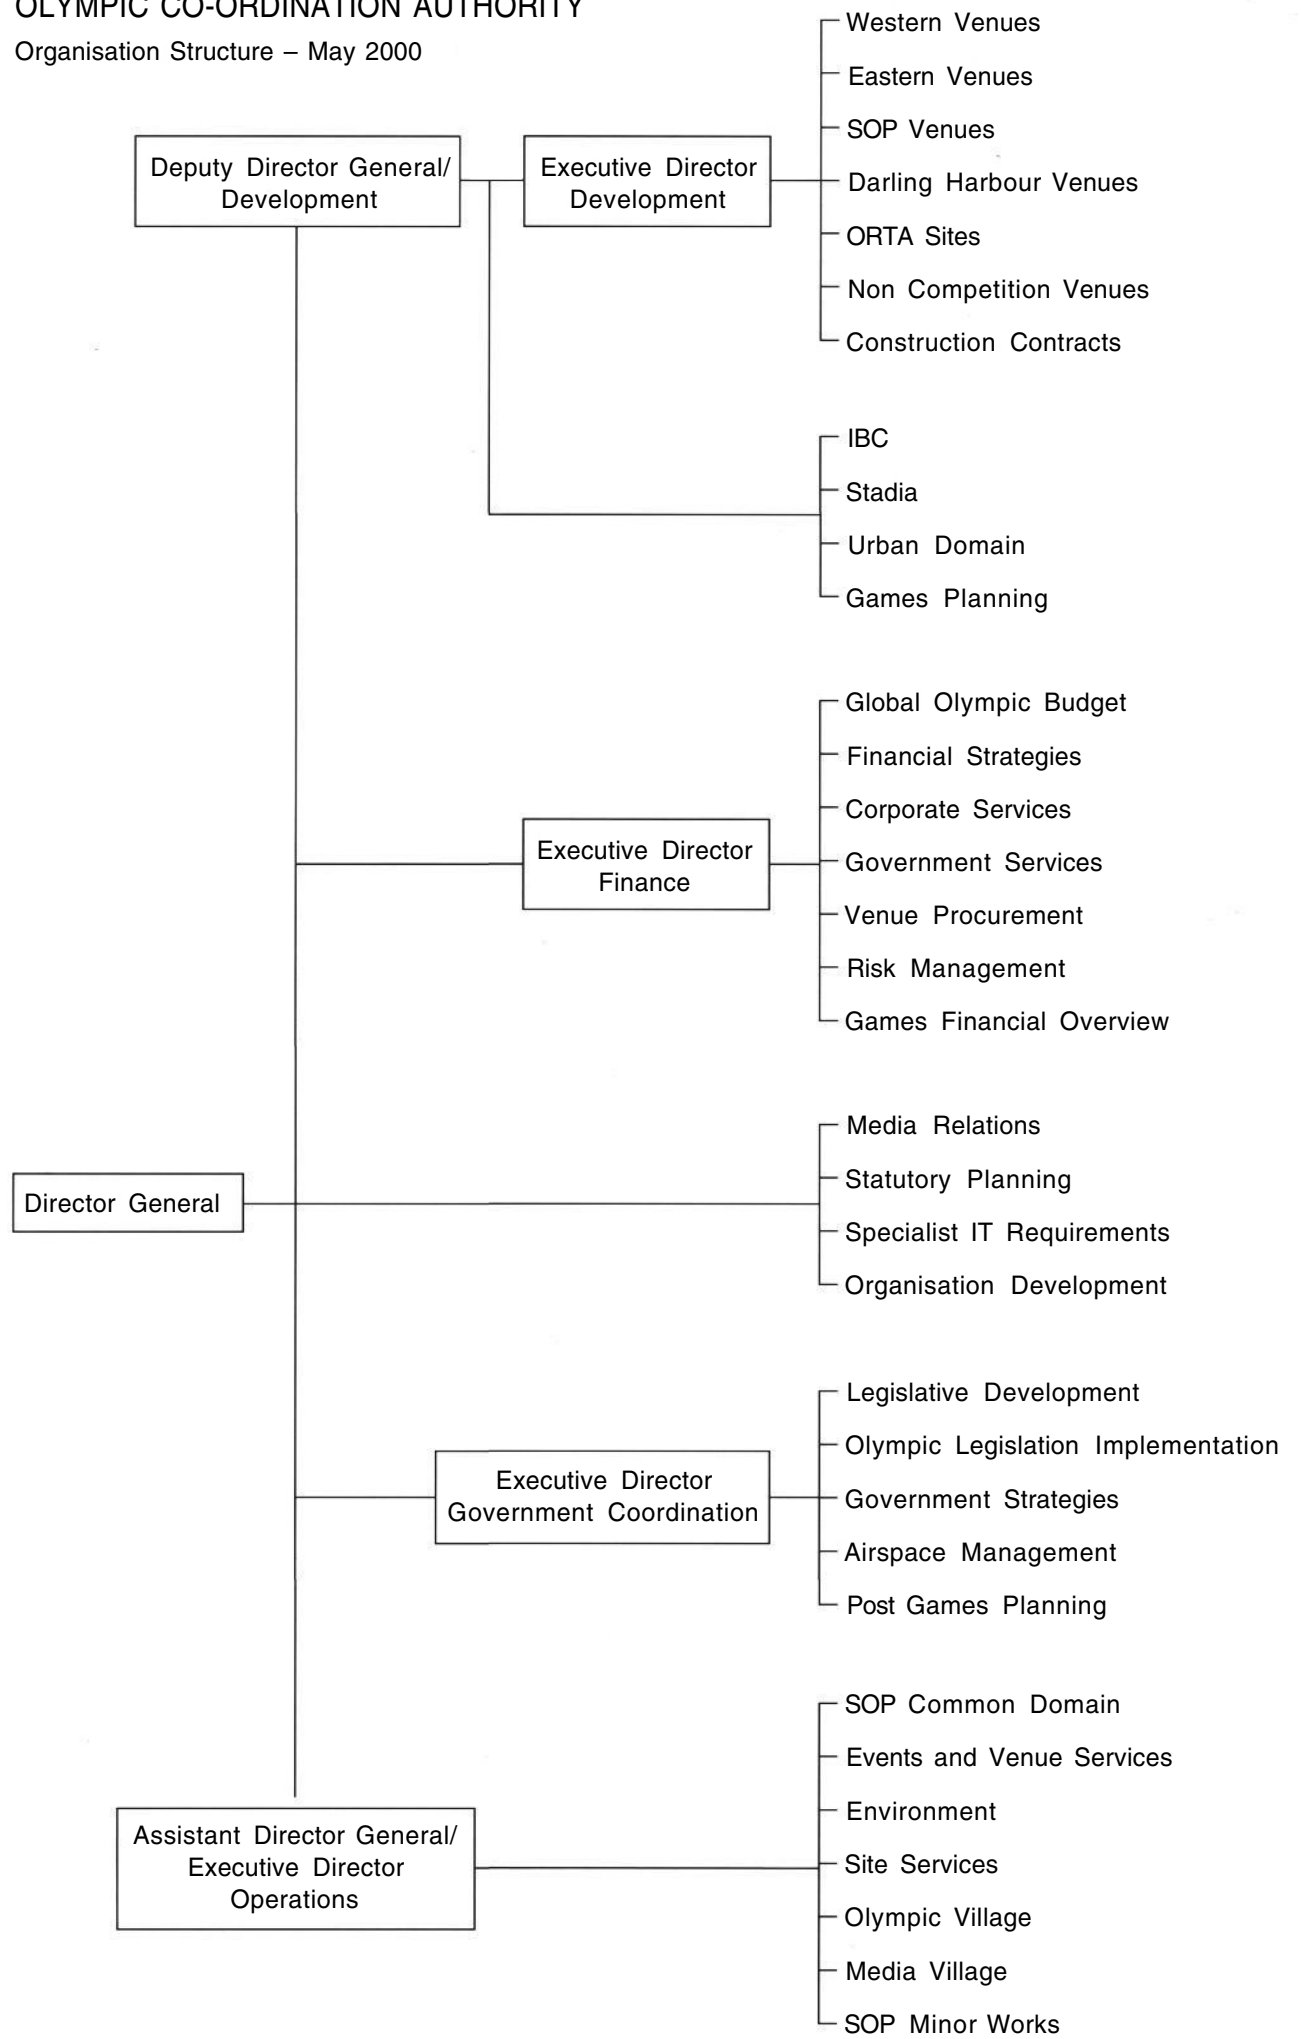 OLYMPIC CO-ORDINATION AUTHORITY
Organisation Structure – May 2000
Deputy Director General/
Development
Executive Director
Development
Western Venues
Eastern Venues
SOP Venues
Darling Harbour Venues
ORTA Sites
Non Competition Venues
Construction Contracts
IBC
Stadia
Urban Domain
Games Planning
Executive Director
Finance
Global Olympic Budget
Financial Strategies
Corporate Services
Government Services
Venue Procurement
Risk Management
Games Financial Overview
Director General
Media Relations
Statutory Planning
Specialist IT Requirements
Organisation Development
Executive Director
Government Coordination
Legislative Development
Olympic Legislation Implementation
Government Strategies
Airspace Management
Post Games Planning
Assistant Director General/
Executive Director
Operations
SOP Common Domain
Events and Venue Services
Environment
Site Services
Olympic Village
Media Village
SOP Minor Works